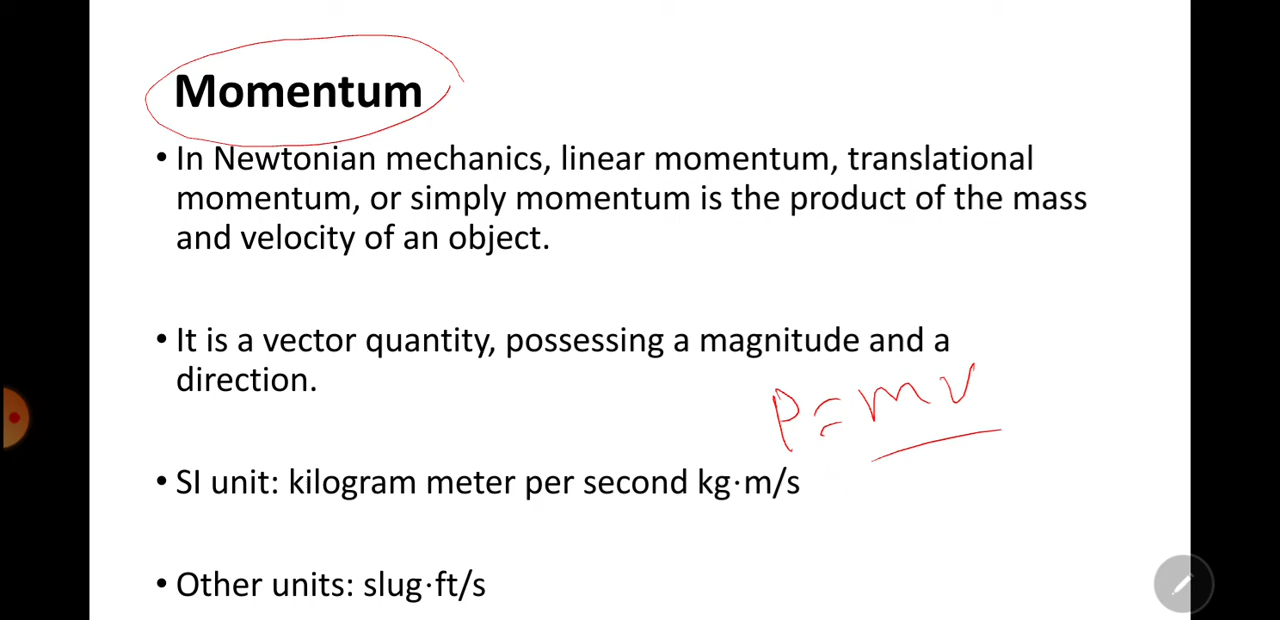 Momentum
• In Newtonian mechanics, linear momentum, translational
momentum, or simply momentum is the product of the mass
and velocity of an object.
• It is a vector quantity, possessing a magnitude and a
direction.
P = mv
• SI unit: kilogram meter per second kg·m/s
• Other units: slug·ft/s